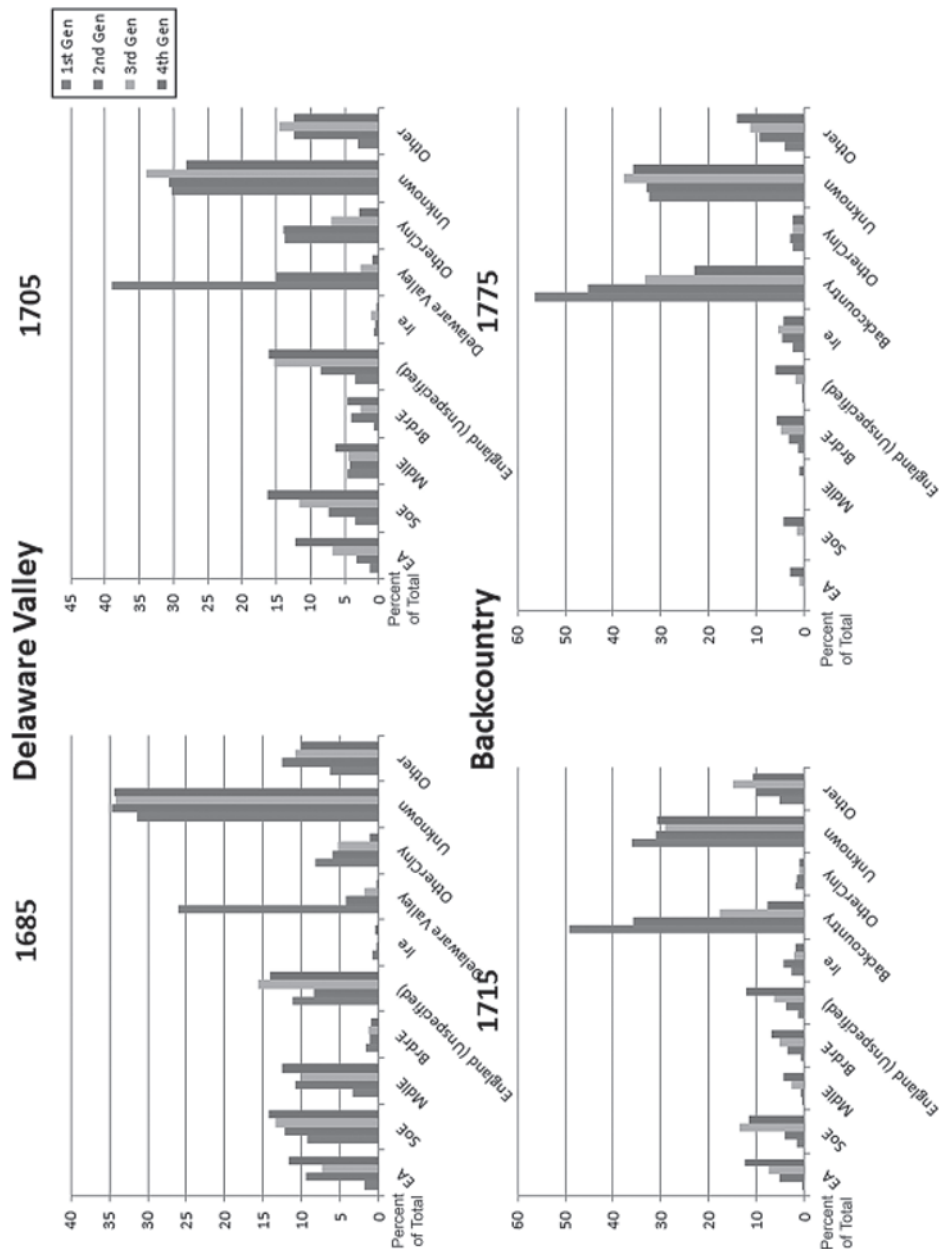 Delaware Valley
1685
40
35
30
25
20
15
10
5
0
Percent
of Total
EA
SoE
MdlE
BrdrE
England (Unspecified)
Ire
Delaware Valley
OtherClny
Unknown
Other
1705
45
40
35
30
25
20
15
10
5
0
Percent
of Total
EA
SoE
MdlE
BrdrE
England (Unspecified)
Ire
Delaware Valley
OtherClny
Unknown
Other
1st Gen
2nd Gen
3rd Gen
4th Gen
Backcountry
1715
60
50
40
30
20
10
0
Percent
of Total
EA
SoE
MdlE
BrdrE
England (Unspecified)
Ire
Backcountry
OtherClny
Unknown
Other
1775
60
50
40
30
20
10
0
Percent
of Total
EA
SoE
MdlE
BrdrE
England (Unspecified)
Ire
Backcountry
OtherClny
Unknown
Other